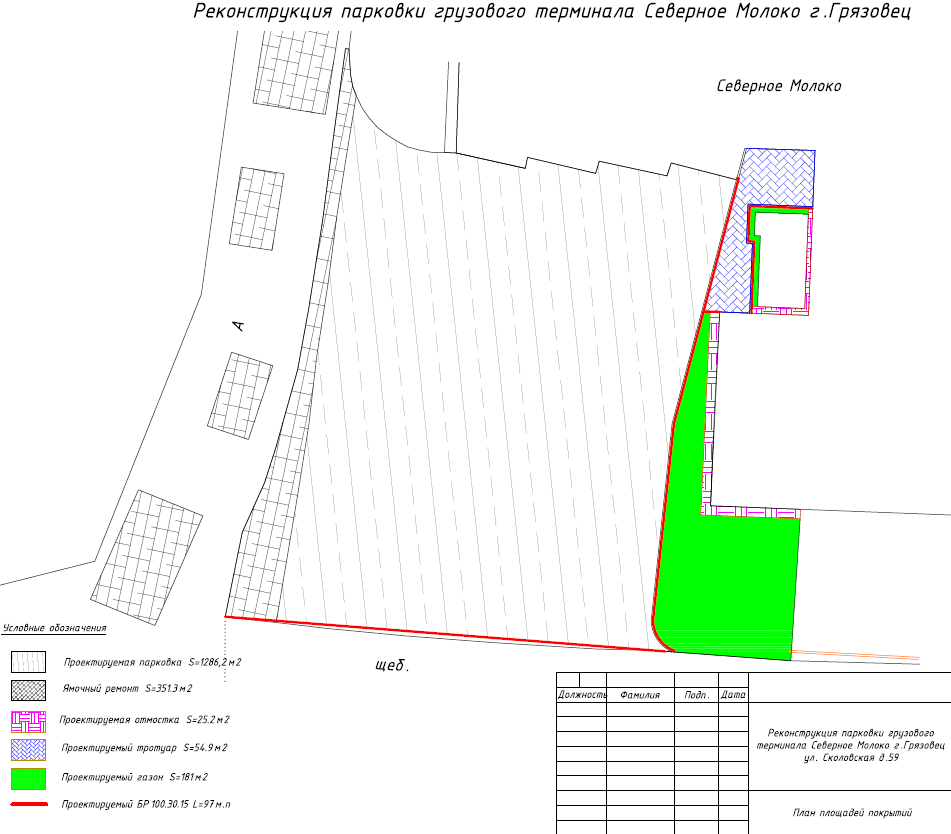 Реконструкция парковки грузового терминала Северное Молоко г.Грязовец
Северное Молоко
А
щеб.
Условные обозначения
Проектируемая парковка S=1286,2 м2
Ямочный ремонт S=351.3 м2
Проектируемая отмостка S=25.2 м2
Проектируемый тротуар S=54.9 м2
Проектируемый газон S=181 м2
Проектируемый БР 100.30.15 L=97 м.п
Должность Фамилия Подп. Дата
Реконструкция парковки грузового
терминала Северное Молоко г.Грязовец
ул. Сколовская д.59
План площадей покрытий